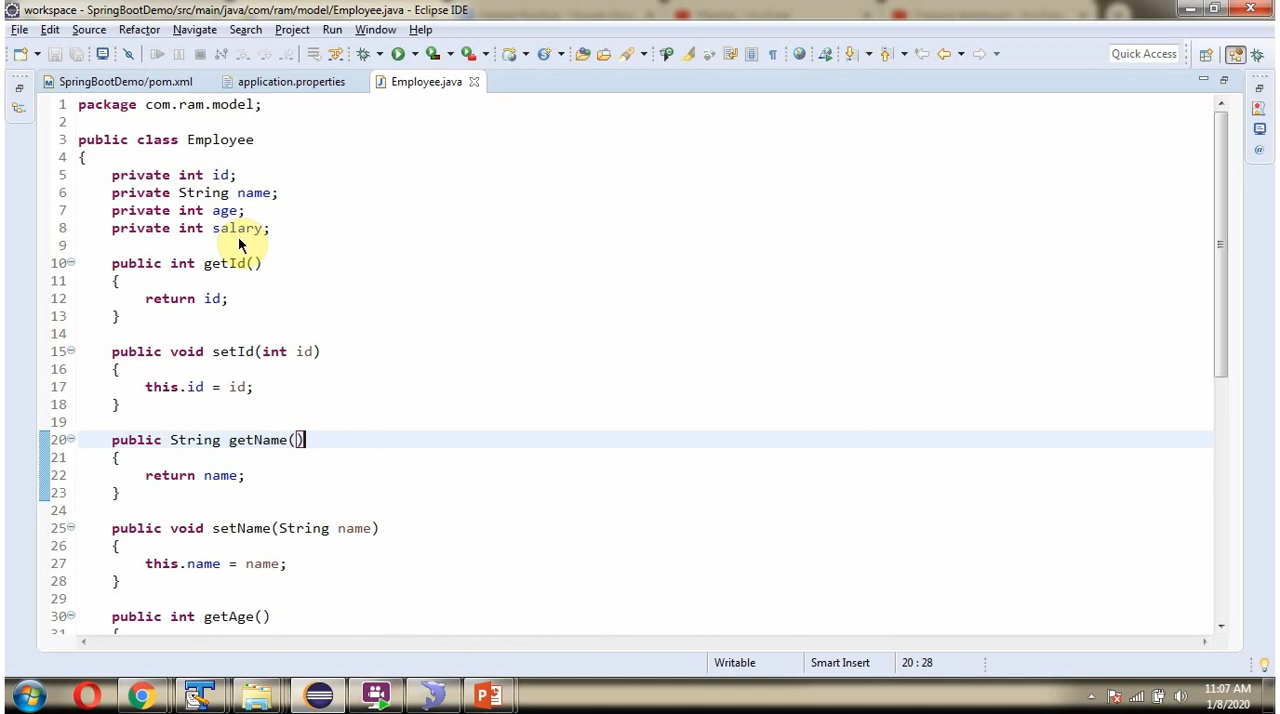 workspace - SpringBootDemo/src/main/java/com/ram/model/Employee.java - Eclipse IDE
File Edit Source Refactor Navigate Search Project Run Window Help
Quick Access
SpringBootDemo/pom.xml application.properties Employee.java
1 package com.ram.model;
2
3 public class Employee
4 {
5 private int id;
6 private String name;
7 private int age;
8 private int salary;
9
10 public int getId()
11 {
12 return id;
13 }
14
15 public void setId(int id)
16 {
17 this.id = id;
18 }
19
20 public String getName()
21 {
22 return name;
23 }
24
25 public void setName(String name)
26 {
27 this.name = name;
28 }
29
30 public int getAge()
31 {
Writable Smart Insert 20 : 28
11:07 AM
1/8/2020